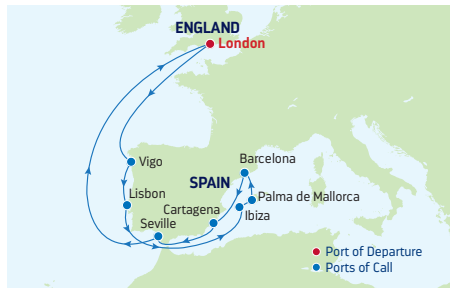 ENGLAND
London
Vigo
Barcelona
SPAIN
Lisbon
Palma de Mallorca
Cartagena
Ibiza
Seville
Port of Departure
Ports of Call